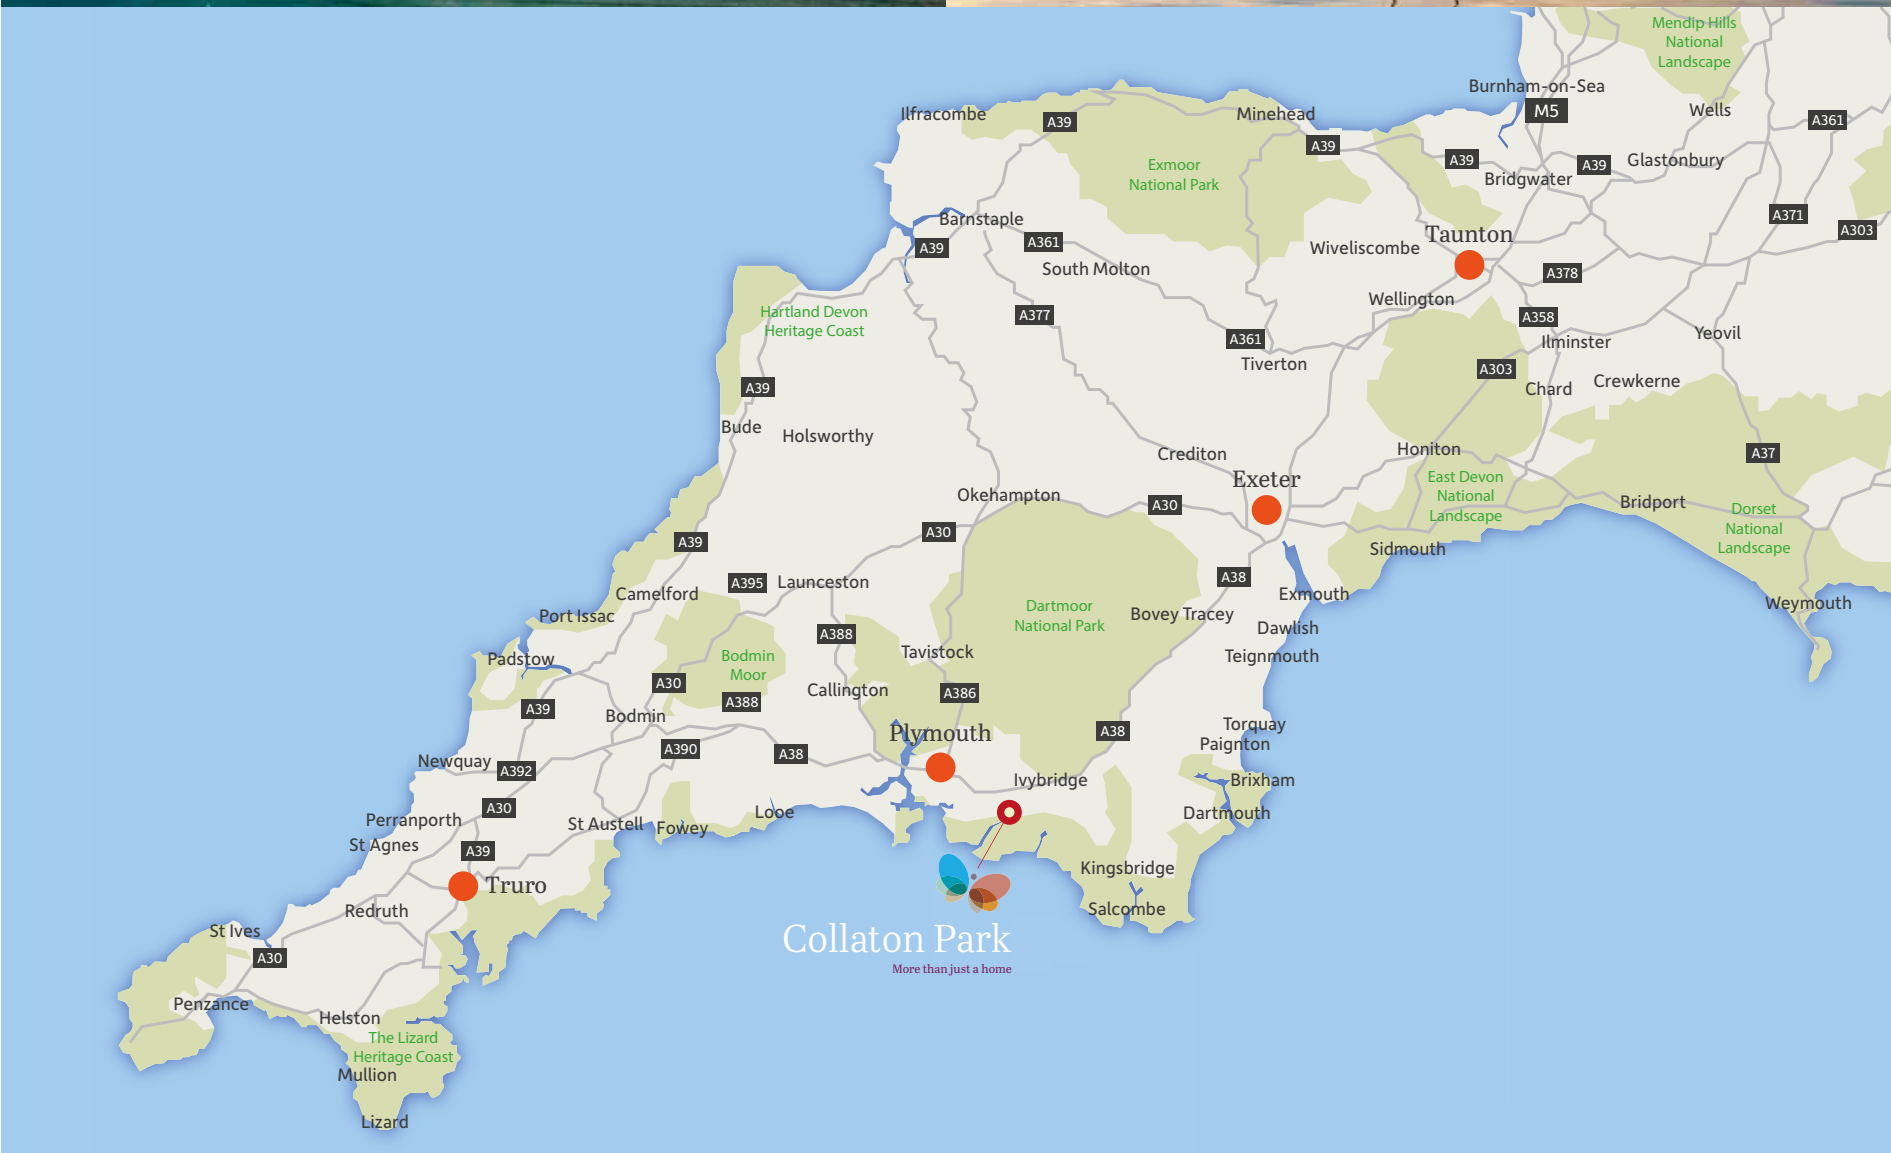 Mendip Hills
National
Landscape
Burnham-on-Sea
M5
Wells
A361
Ilfracombe
A39
Minehead
A39
Exmoor
National Park
A39
A39
Glastonbury
Bridgwater
Barnstaple
A39
A361
South Molton
Wiveliscombe
Taunton
A371
A303
A378
Wellington
Hartland Devon
Heritage Coast
A377
A361
Tiverton
A358
Ilminster
Yeovil
A303
Chard
Crewkerne
A39
Bude
Holsworthy
Crediton
Honiton
A37
Exeter
East Devon
National
Landscape
Okehampton
A30
Bridport
Dorset
National
Landscape
A30
A39
Sidmouth
A395
Launceston
A38
Camelford
Exmouth
Weymouth
Port Issac
Dartmoor
National Park
Bovey Tracey
Dawlish
A388
Tavistock
Teignmouth
Padstow
Bodmin
Moor
A30
A388
Callington
A386
A39
Bodmin
Plymouth
A38
Torquay
Paignton
A390
A38
Newquay
A392
Ivybridge
Brixham
A30
Looe
Dartmouth
Perranporth
St Austell
Fowey
St Agnes
A39
Kingsbridge
Truro
Salcombe
Redruth
St Ives
A30
Collaton Park
More than just a home
Penzance
Helston
The Lizard
Heritage Coast
Mullion
Lizard